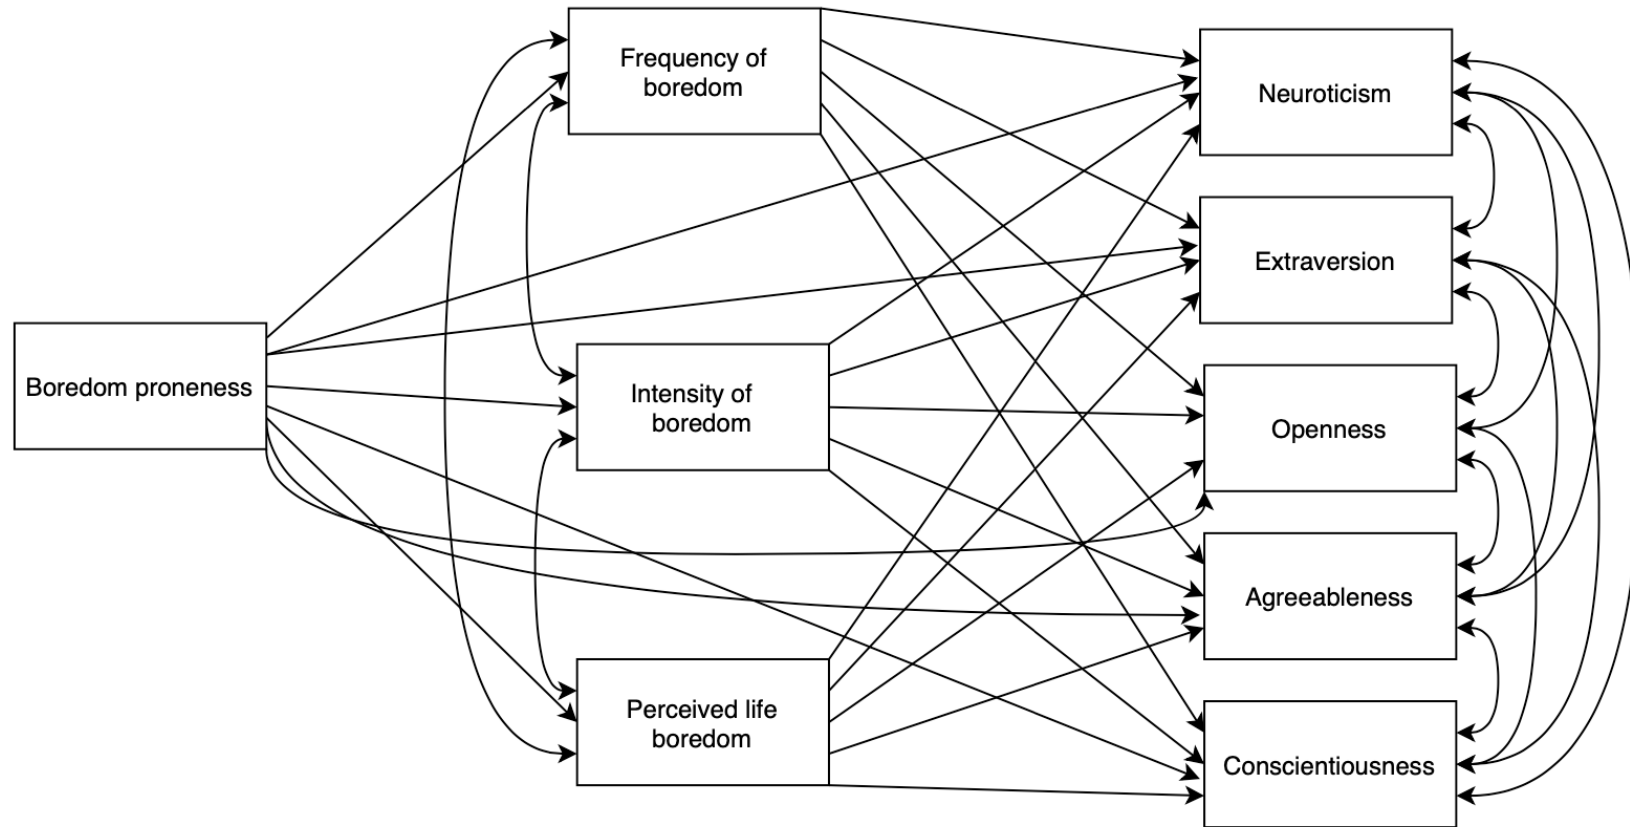 Frequency of
boredom
Neuroticism
Extraversion
Boredom proneness
Intensity of
boredom
Openness
Agreeableness
Perceived life
boredom
Conscientiousness